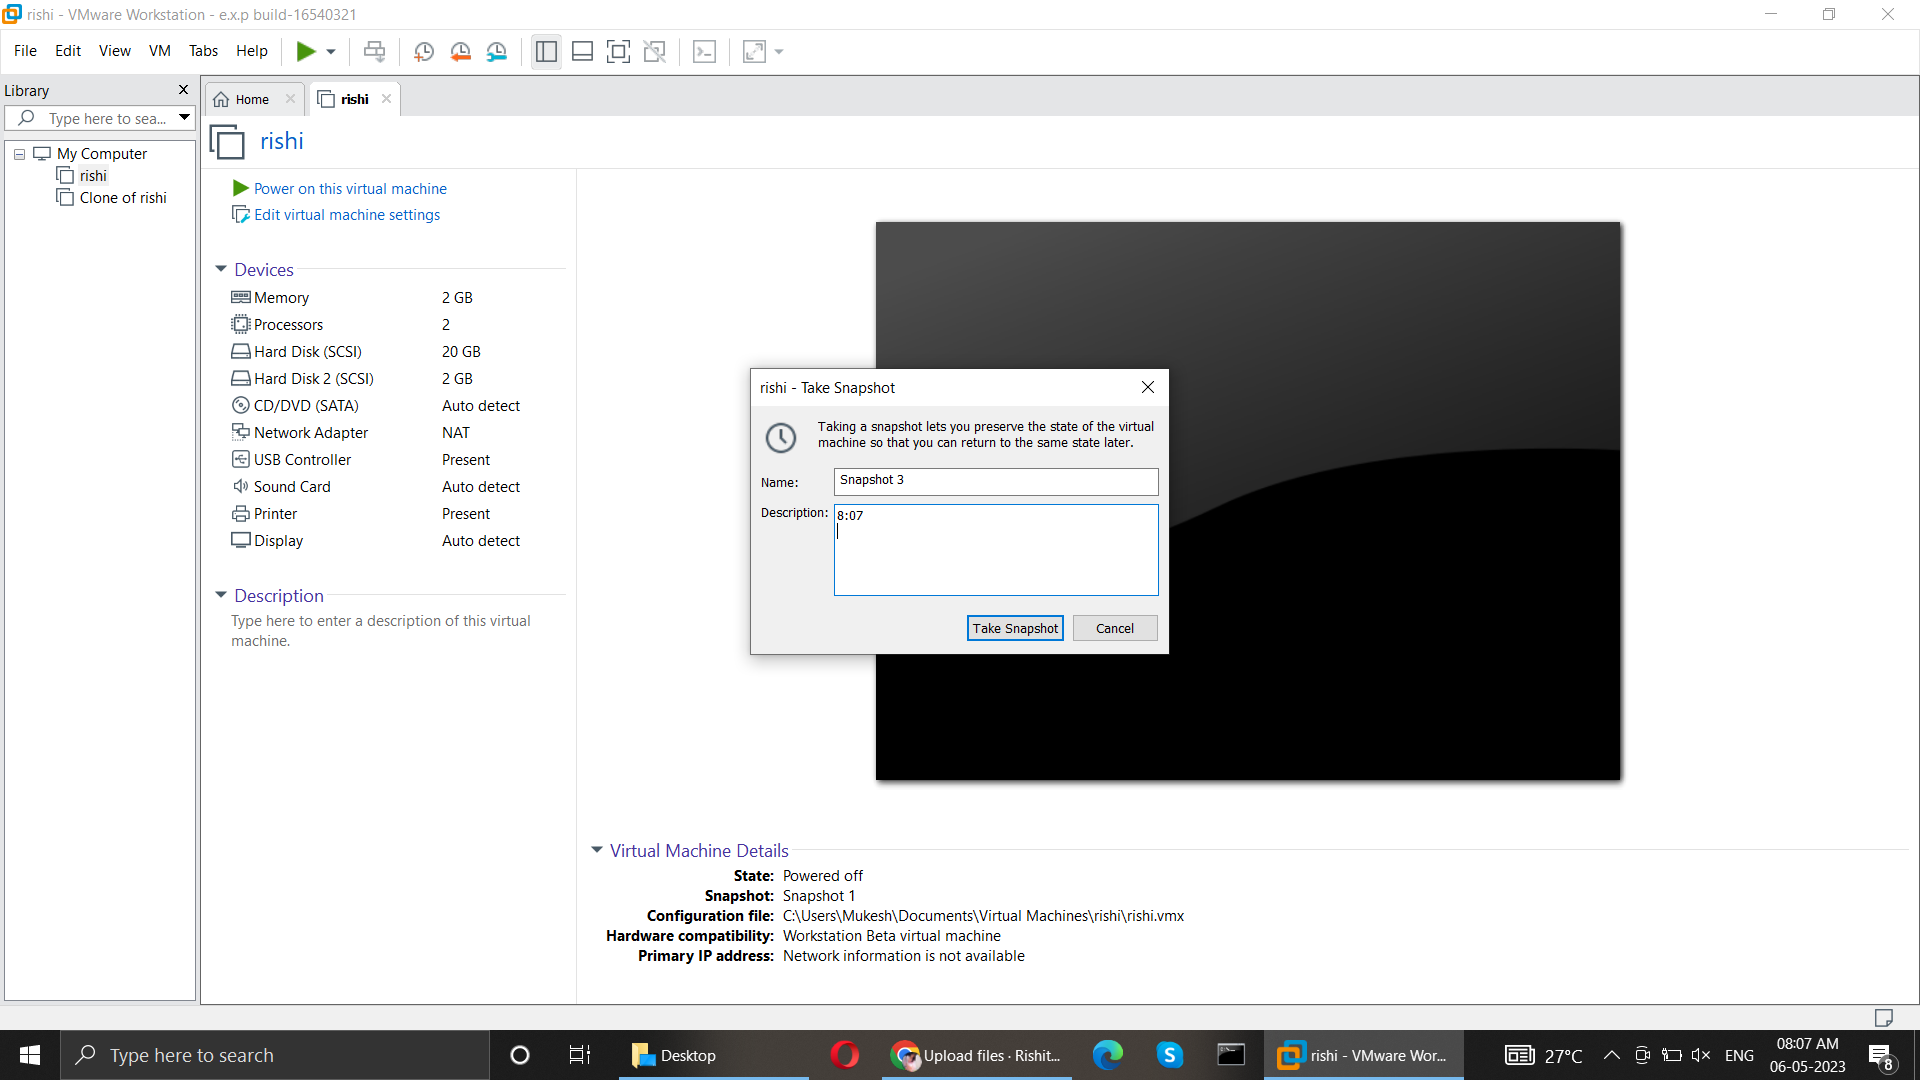 rishi - VMware Workstation - e.x.p build-16540321
File Edit View VM Tabs Help
Library
Type here to sea...
My Computer
rishi
Clone of rishi
Home
rishi
rishi
Power on this virtual machine
Edit virtual machine settings
Devices
Memory 2 GB
Processors 2
Hard Disk (SCSI) 20 GB
Hard Disk 2 (SCSI) 2 GB
CD/DVD (SATA) Auto detect
Network Adapter NAT
USB Controller Present
Sound Card Auto detect
Printer Present
Display Auto detect
Description
Type here to enter a description of this virtual
machine.
rishi - Take Snapshot
Taking a snapshot lets you preserve the state of the virtual
machine so that you can return to the same state later.
Name: Snapshot 3
Description: 8:07
Take Snapshot Cancel
Virtual Machine Details
State: Powered off
Snapshot: Snapshot 1
Configuration file: C:\Users\Mukesh\Documents\Virtual Machines\rishi\rishi.vmx
Hardware compatibility: Workstation Beta virtual machine
Primary IP address: Network information is not available
Type here to search
Desktop
Upload files · Rishit...
rishi - VMware Wor...
27°C
ENG
08:07 AM
06-05-2023
8